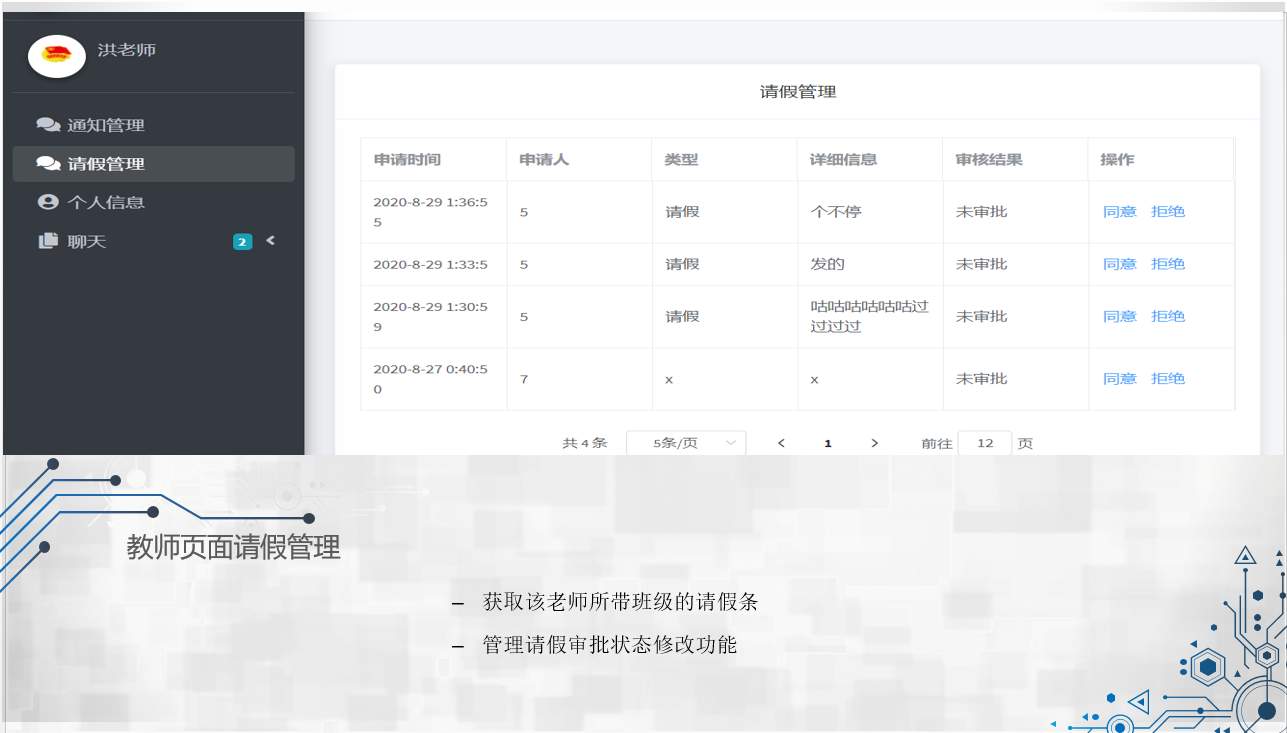 洪老师
通知管理
请假管理
个人信息
聊天 2
请假管理
申请时间 申请人 类型 详细信息 审核结果 操作
2020-8-29 1:36:5
5 5 请假 个不停 未审批 同意 拒绝
2020-8-29 1:33:5 5 请假 发的 未审批 同意 拒绝
2020-8-29 1:30:5
9 5 请假 咕咕咕咕咕咕过
过过过 未审批 同意 拒绝
2020-8-27 0:40:5
0 7 x x 未审批 同意 拒绝
共 4 条 5条/页 < 1 > 前往 12 页
教师页面请假管理
– 获取该老师所带班级的请假条
– 管理请假审批状态修改功能